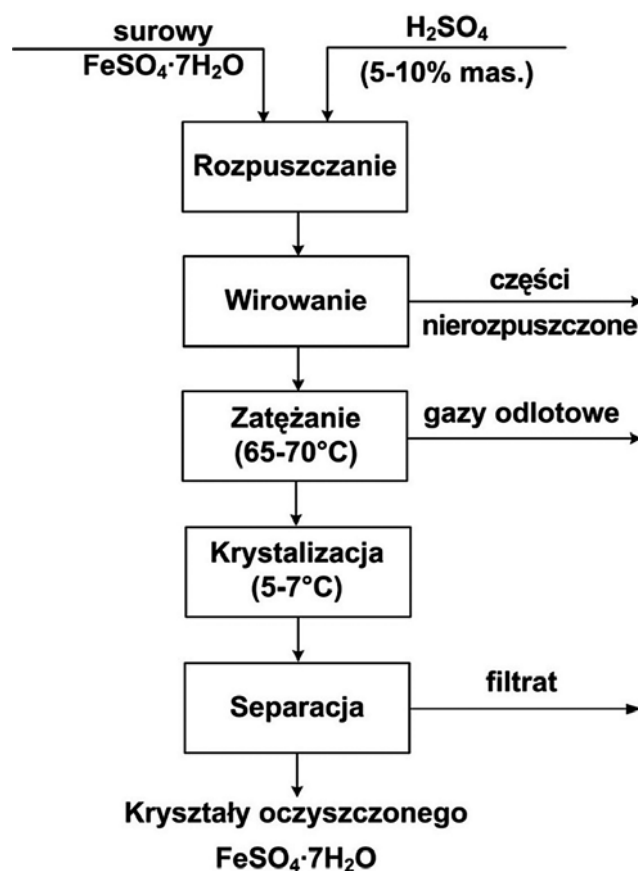 surowy
FeSO₄·7H₂O
H₂SO₄
(5-10% mas.)
Rozpuszczanie
Wirowanie
części
nierozpuszczone
Zatężanie
(65-70°C)
gazy odlotowe
Krystalizacja
(5-7°C)
Separacja
filtrat
Kryształy oczyszczonego
FeSO₄·7H₂O